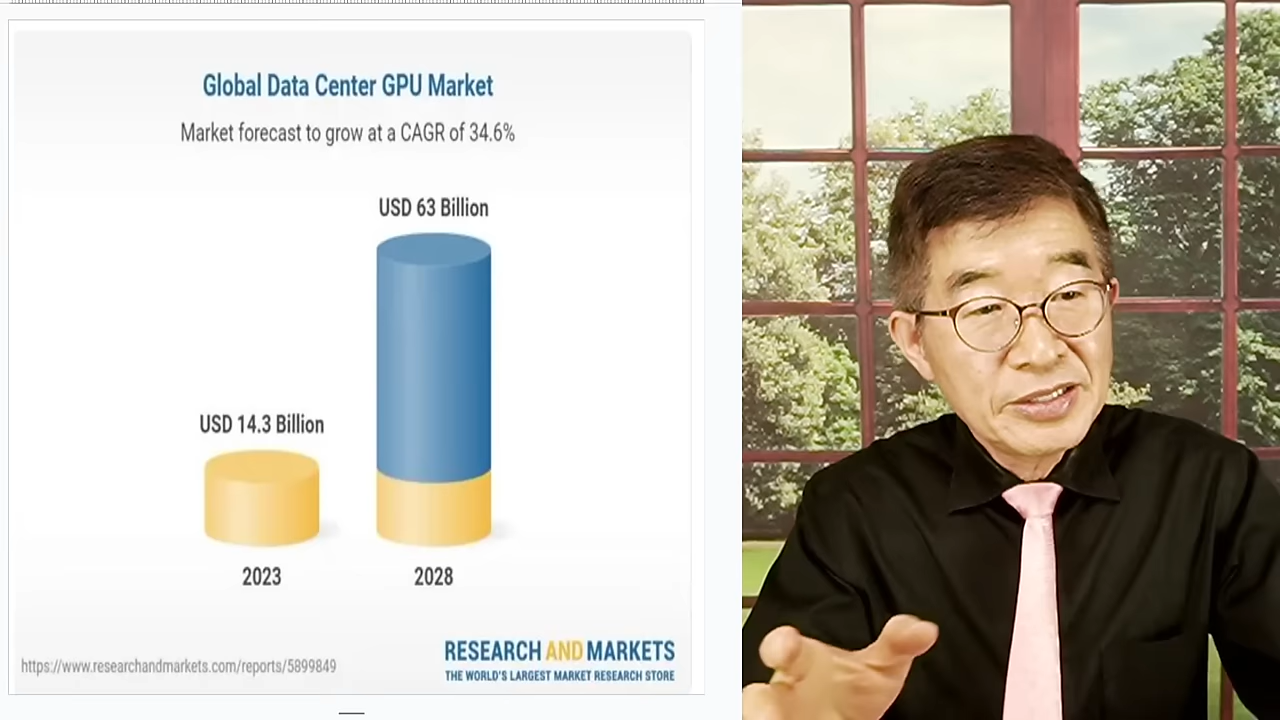 Global Data Center GPU Market
Market forecast to grow at a CAGR of 34.6%
USD 63 Billion
USD 14.3 Billion
2023
2028
https://www.researchandmarkets.com/reports/5899849
RESEARCH AND MARKETS
THE WORLD'S LARGEST MARKET RESEARCH STORE